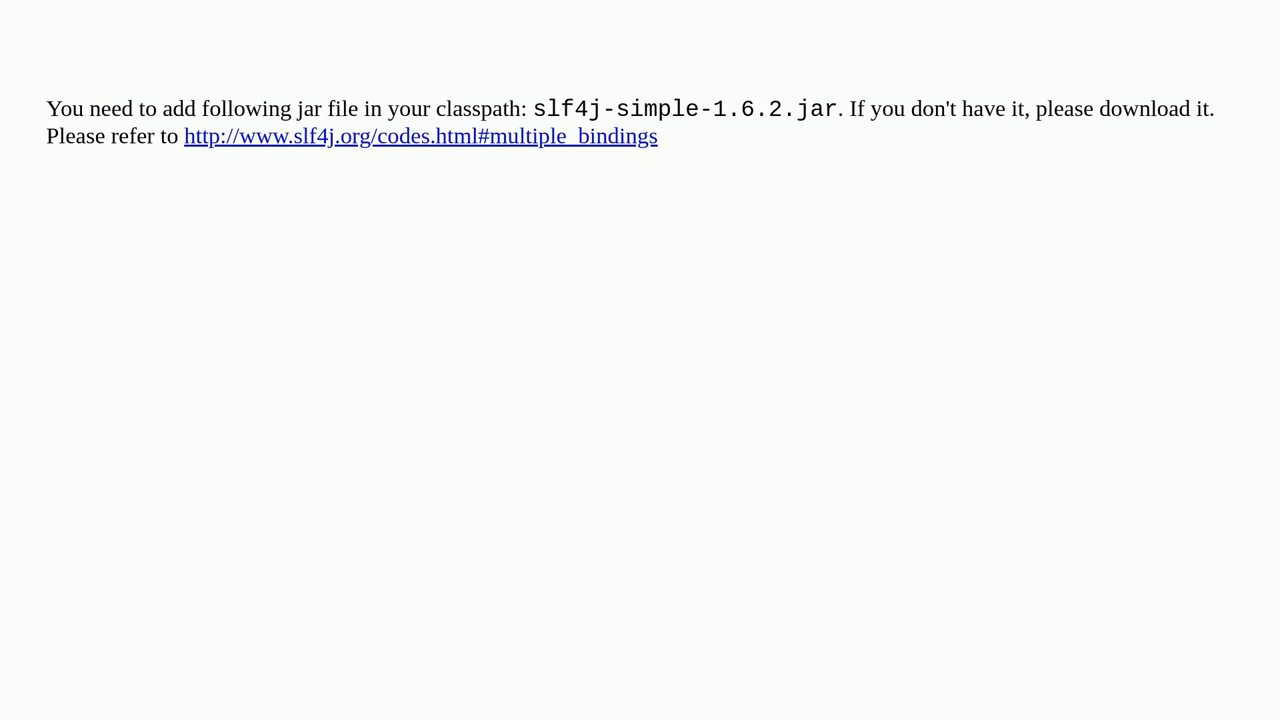 You need to add following jar file in your classpath: slf4j-simple-1.6.2.jar. If you don't have it, please download it.
Please refer to http://www.slf4j.org/codes.html#multiple_bindings